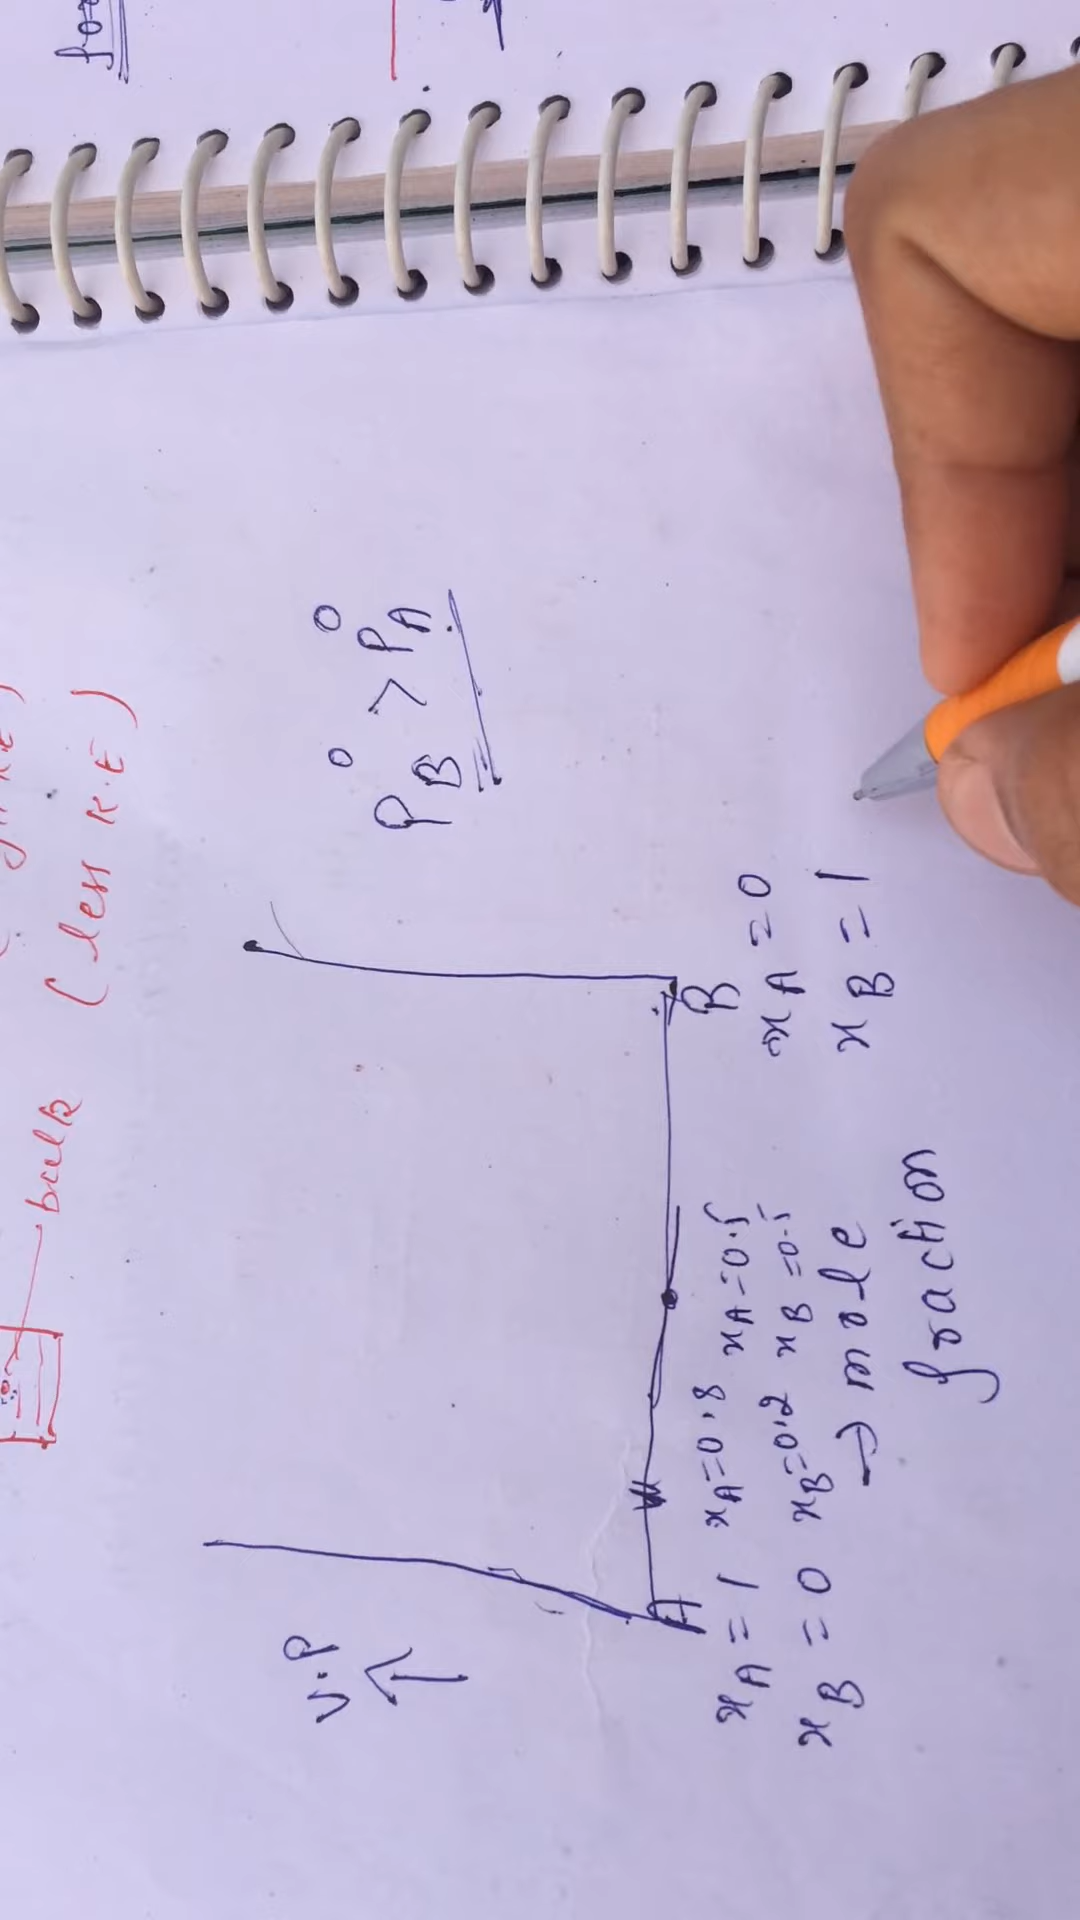 (less K.E)
bulk
P°B > P°A
V.P
A
B
xA = 1
xB = 0
xA=0.8
xB=0.2
xA=0.5
xB=0.5
xA = 0
xB = 1
→ mole
fraction